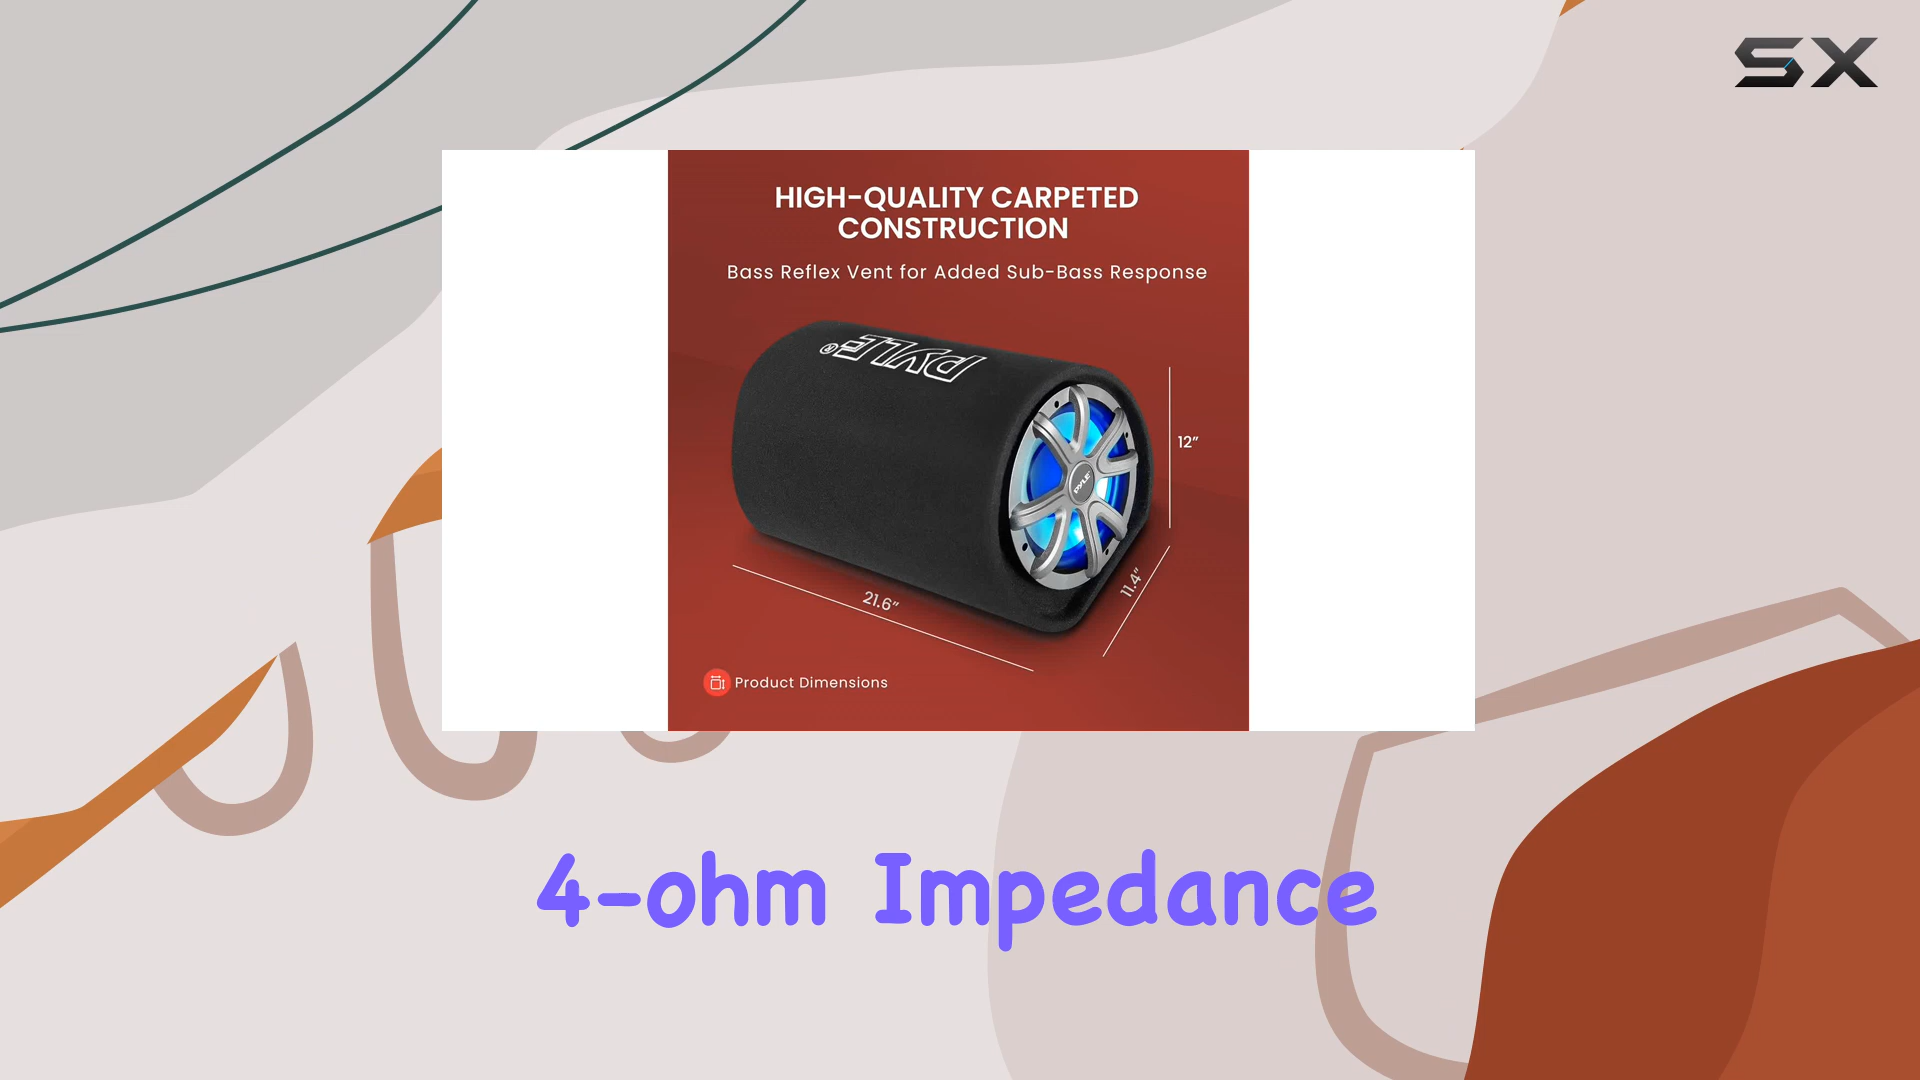 SX
HIGH-QUALITY CARPETED
CONSTRUCTION
Bass Reflex Vent for Added Sub-Bass Response
PYLE®
PYLE
12”
11.4”
21.6”
Product Dimensions
4-ohm Impedance